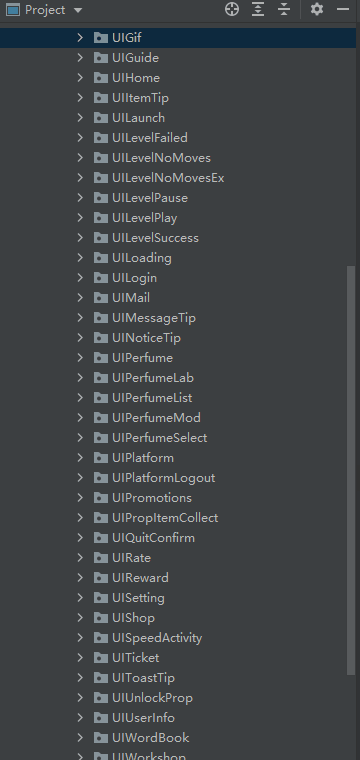 Project
UIGif
UIGuide
UIHome
UIItemTip
UILaunch
UILevelFailed
UILevelNoMoves
UILevelNoMovesEx
UILevelPause
UILevelPlay
UILevelSuccess
UILoading
UILogin
UIMail
UIMessageTip
UINoticeTip
UIPerfume
UIPerfumeLab
UIPerfumeList
UIPerfumeMod
UIPerfumeSelect
UIPlatform
UIPlatformLogout
UIPromotions
UIPropItemCollect
UIQuitConfirm
UIRate
UIReward
UISetting
UIShop
UISpeedActivity
UITicket
UIToastTip
UIUnlockProp
UIUserInfo
UIWordBook
UIWorkshop